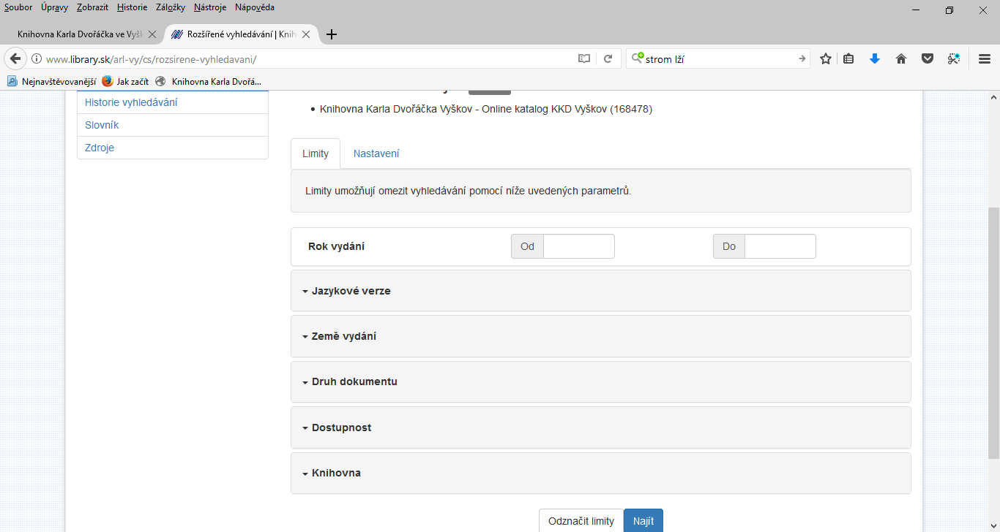 Soubor Úpravy Zobrazit Historie Záložky Nástroje Nápověda
Knihovna Karla Dvořáčka ve Vyšk
Rozšířené vyhledávání | Knih
www.library.sk/arl-vy/cs/rozsirene-vyhledavani/
strom lží
Nejnavštěvovanější Jak začít Knihovna Karla Dvořá...
Historie vyhledávání
Slovník
Zdroje
Knihovna Karla Dvořáčka Vyškov - Online katalog KKD Vyškov (168478)
Limity Nastavení
Limity umožňují omezit vyhledávání pomocí níže uvedených parametrů.
Rok vydání Od Do
Jazykové verze
Země vydání
Druh dokumentu
Dostupnost
Knihovna
Odznačit limity Najít